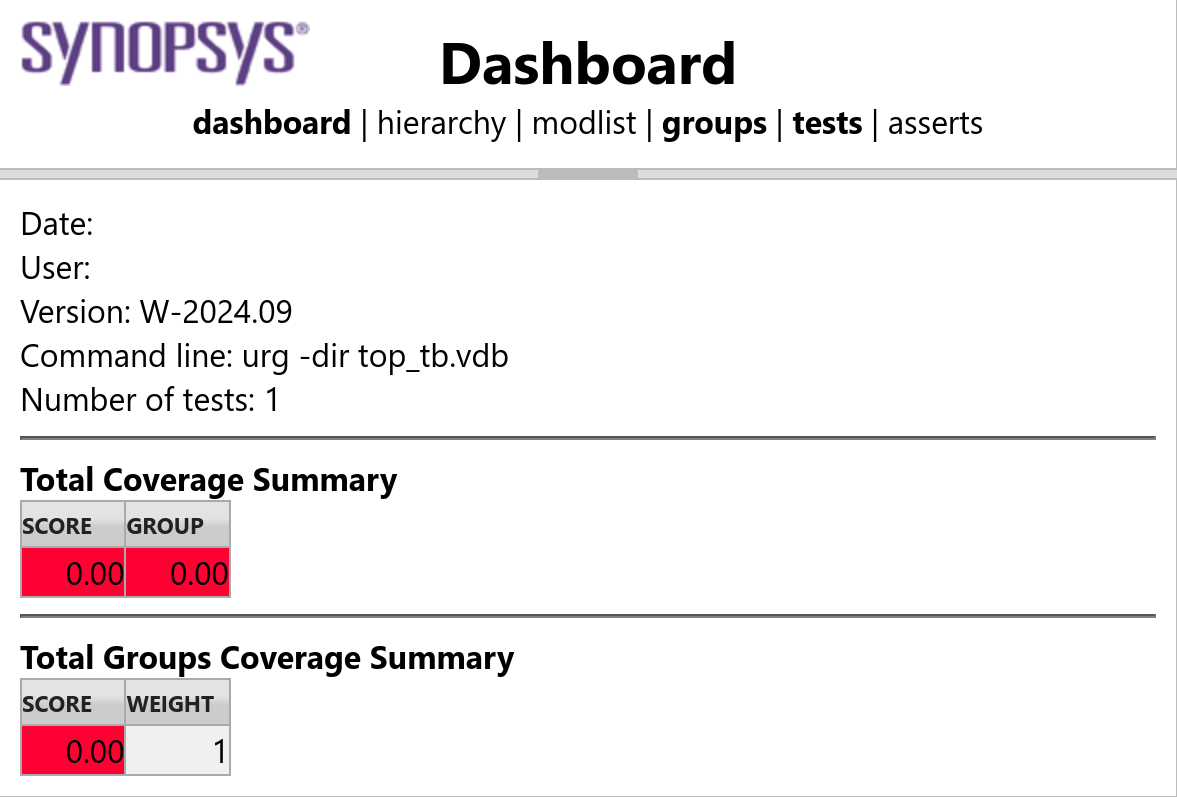 SYNOPSYS®
Dashboard
dashboard | hierarchy | modlist | groups | tests | asserts
Date:
User:
Version: W-2024.09
Command line: urg -dir top_tb.vdb
Number of tests: 1
Total Coverage Summary
SCORE GROUP
0.00 0.00
Total Groups Coverage Summary
SCORE WEIGHT
0.00 1